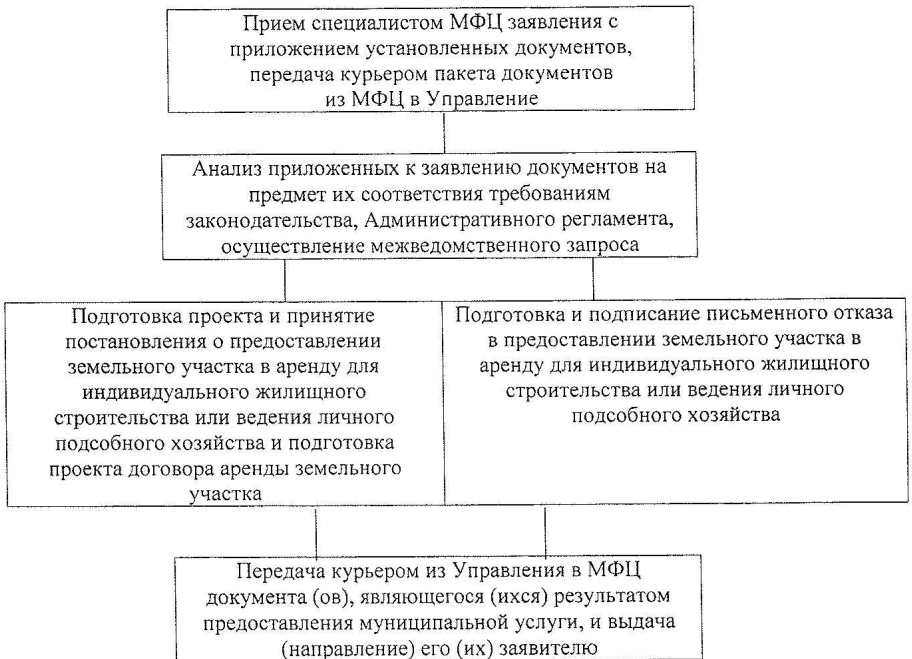 Прием специалистом МФЦ заявления с
приложением установленных документов,
передача курьером пакета документов
из МФЦ в Управление
Анализ приложенных к заявлению документов на
предмет их соответствия требованиям
законодательства, Административного регламента,
осуществление межведомственного запроса
Подготовка проекта и принятие
постановления о предоставлении
земельного участка в аренду для
индивидуального жилищного
строительства или ведения личного
подсобного хозяйства и подготовка
проекта договора аренды земельного
участка
Подготовка и подписание письменного отказа
в предоставлении земельного участка в
аренду для индивидуального жилищного
строительства или ведения личного
подсобного хозяйства
Передача курьером из Управления в МФЦ
документа (ов), являющегося (ихся) результатом
предоставления муниципальной услуги, и выдача
(направление) его (их) заявителю